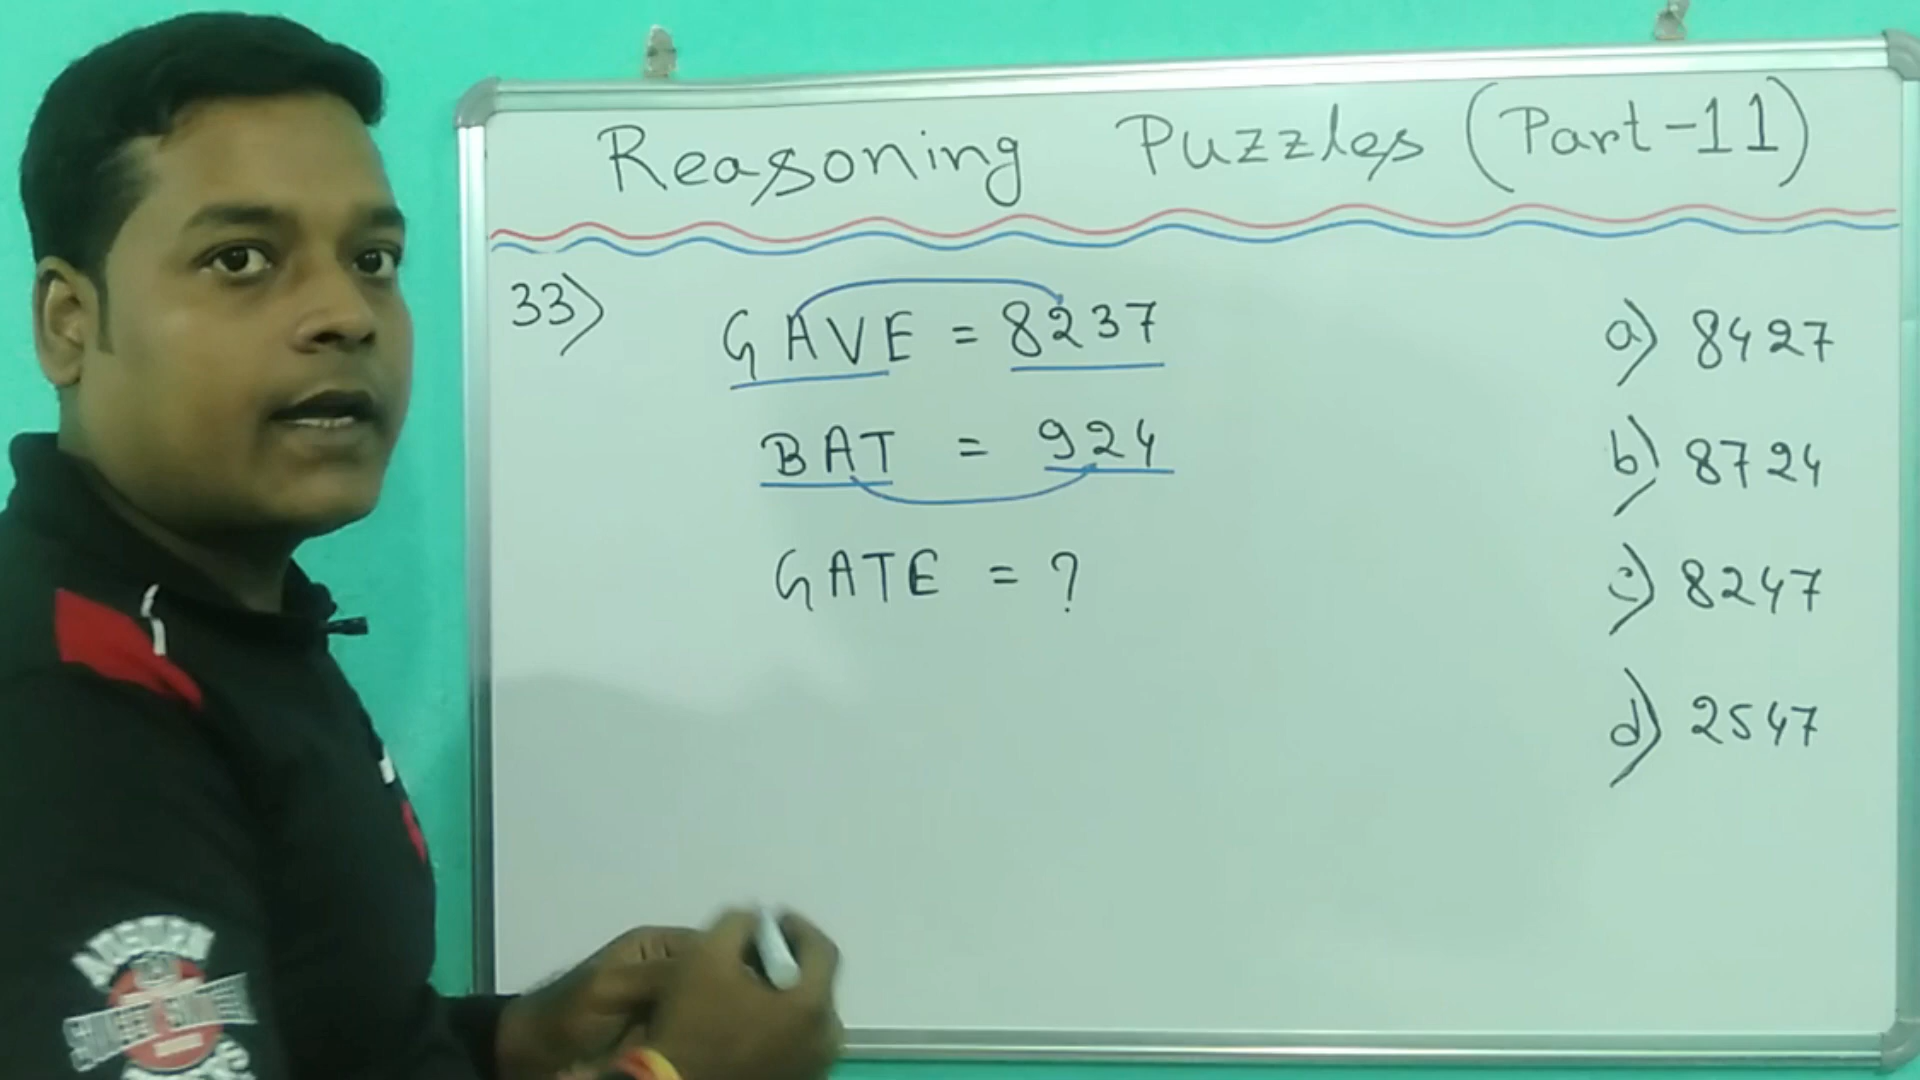 Reasoning Puzzles (Part-11)
33) GAVE = 8237
BAT = 924
GATE = ?
a) 8427
b) 8724
c) 8247
d) 2547